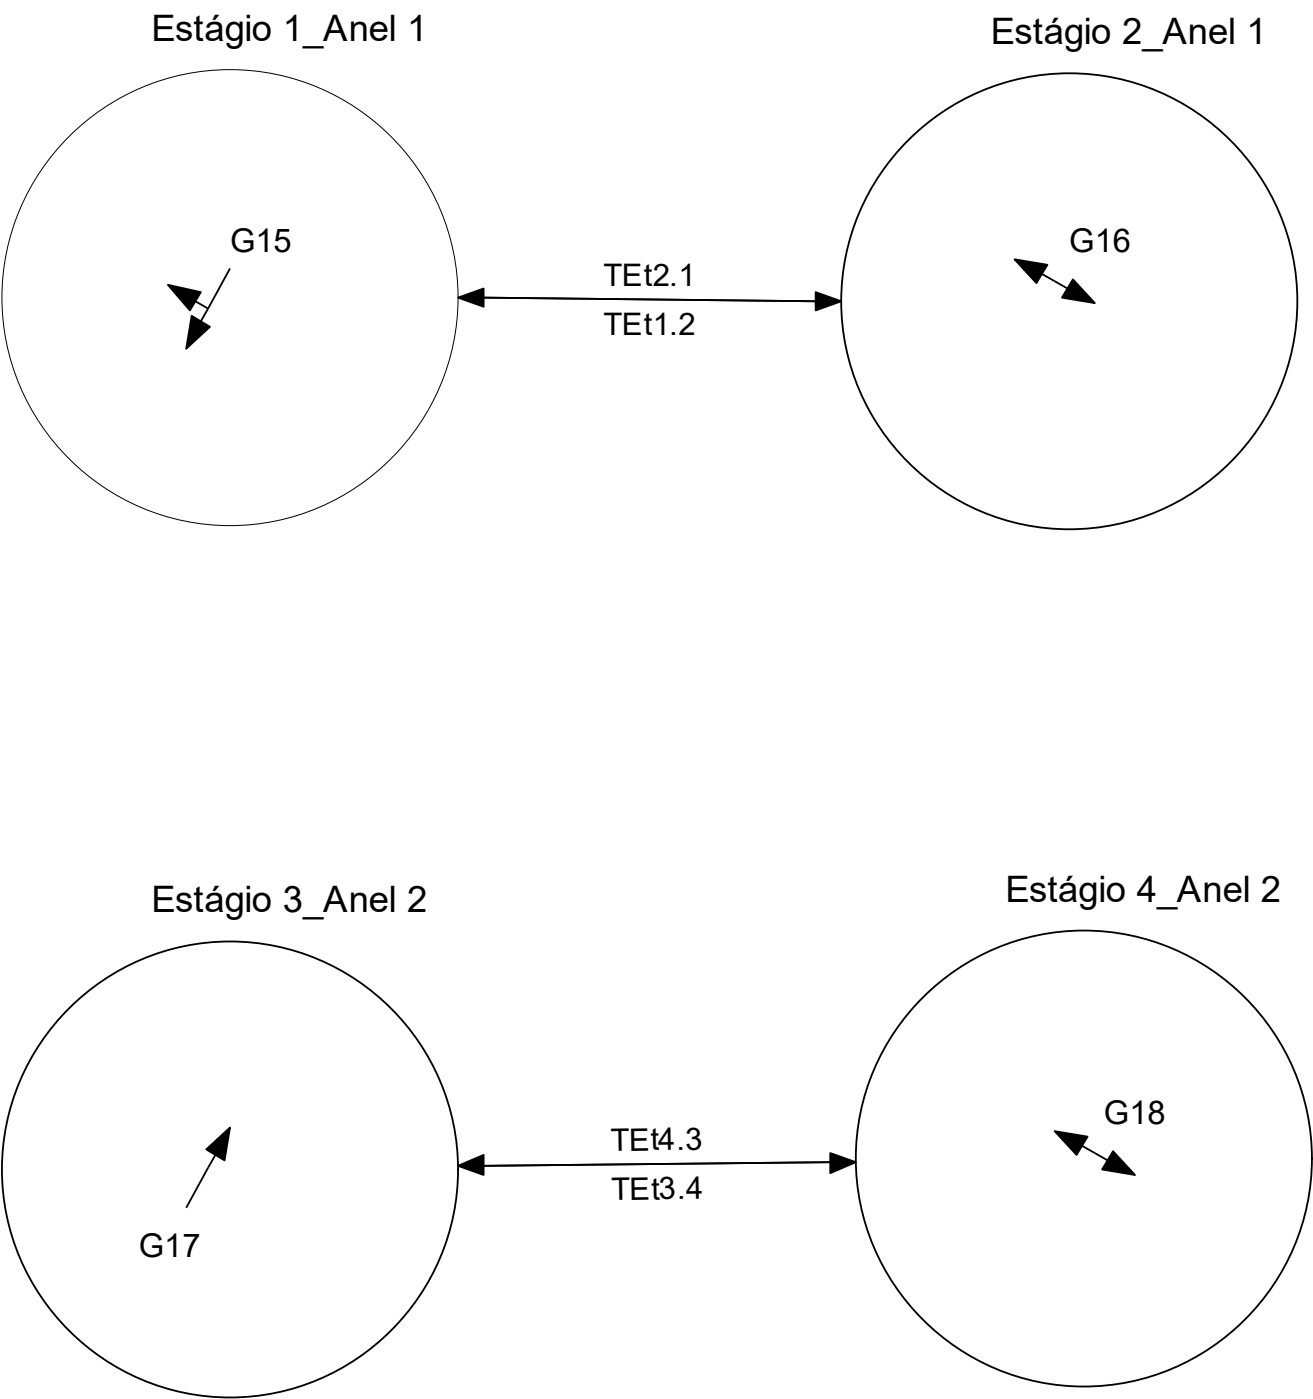 Estágio 1_Anel 1
Estágio 2_Anel 1
G15
G16
TEt2.1
TEt1.2
Estágio 3_Anel 2
Estágio 4_Anel 2
G18
TEt4.3
TEt3.4
G17